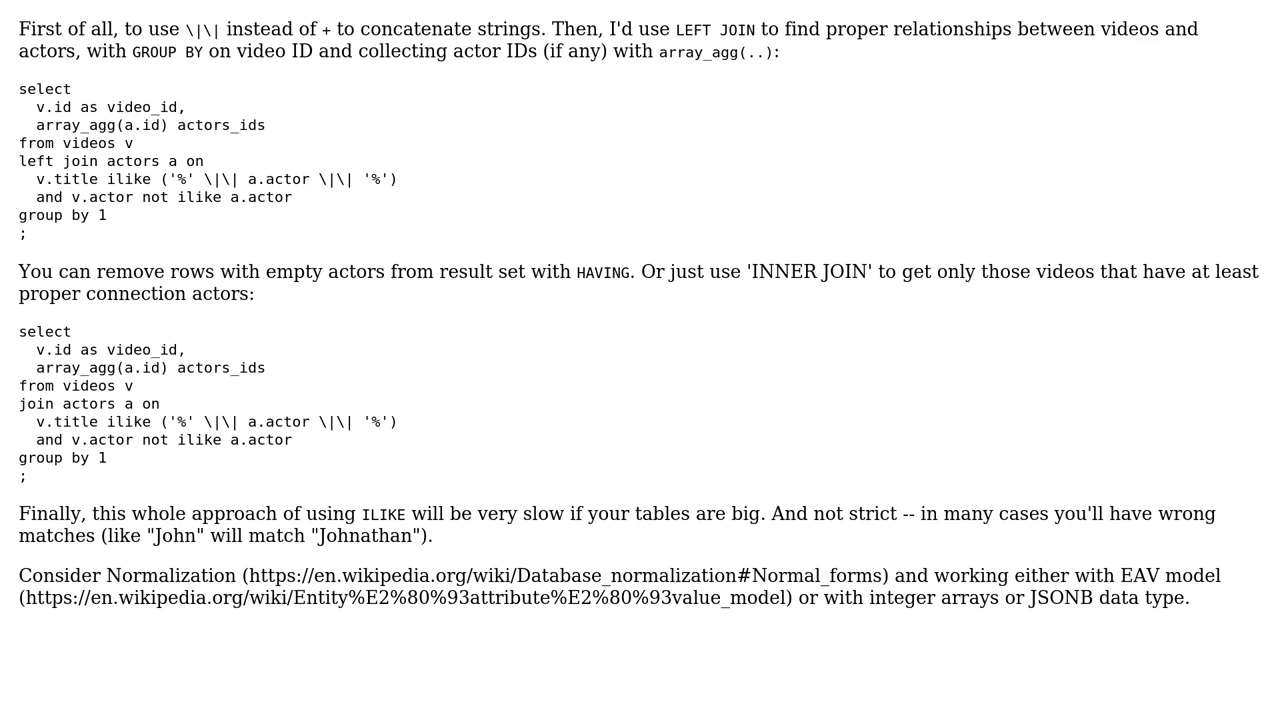 First of all, to use \|\| instead of + to concatenate strings. Then, I'd use LEFT JOIN to find proper relationships between videos and
actors, with GROUP BY on video ID and collecting actor IDs (if any) with array_agg(..):
select
  v.id as video_id,
  array_agg(a.id) actors_ids
from videos v
left join actors a on
  v.title ilike ('%' \|\| a.actor \|\| '%')
  and v.actor not ilike a.actor
group by 1
;
You can remove rows with empty actors from result set with HAVING. Or just use 'INNER JOIN' to get only those videos that have at least
proper connection actors:
select
  v.id as video_id,
  array_agg(a.id) actors_ids
from videos v
join actors a on
  v.title ilike ('%' \|\| a.actor \|\| '%')
  and v.actor not ilike a.actor
group by 1
;
Finally, this whole approach of using ILIKE will be very slow if your tables are big. And not strict -- in many cases you'll have wrong
matches (like "John" will match "Johnathan").
Consider Normalization (https://en.wikipedia.org/wiki/Database_normalization#Normal_forms) and working either with EAV model
(https://en.wikipedia.org/wiki/Entity%E2%80%93attribute%E2%80%93value_model) or with integer arrays or JSONB data type.